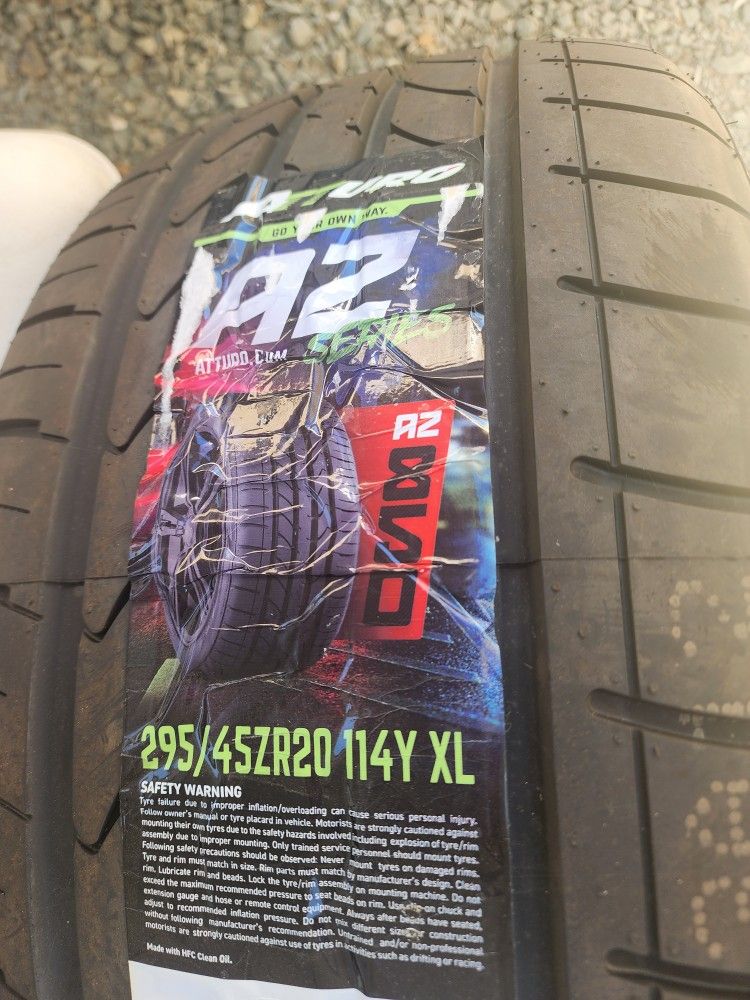 ATTURO
GO YOUR OWN WAY.
AZ
SERIES
ATTURO.COM
AZ
850
295/45ZR20 114Y XL
SAFETY WARNING
Tyre failure due to improper inflation/overloading can cause serious personal injury.
Follow owner's manual or tyre placard in vehicle. Motorists are strongly cautioned against
mounting their own tyres due to the safety hazards involved including explosion of tyre/rim
assembly due to improper mounting. Only trained service personnel should mount tyres.
Following safety precautions should be observed: Never mount tyres on damaged rims.
Tyre and rim must match in size. Rim parts must match by manufacturer's design. Clean
rim. Lubricate rim and beads. Lock the tyre/rim assembly on mounting machine. Do not
exceed the maximum recommended pressure to seat beads on rim. Use clip-on chuck and
extension gauge and hose or remote control equipment. Always after beads have seated,
adjust to recommended inflation pressure. Do not mix different sizes or construction
without following manufacturer's recommendation. Untrained and/or non-professional
motorists are strongly cautioned against use of tyres in activities such as drifting or racing.
Made with HFC Clean Oil.